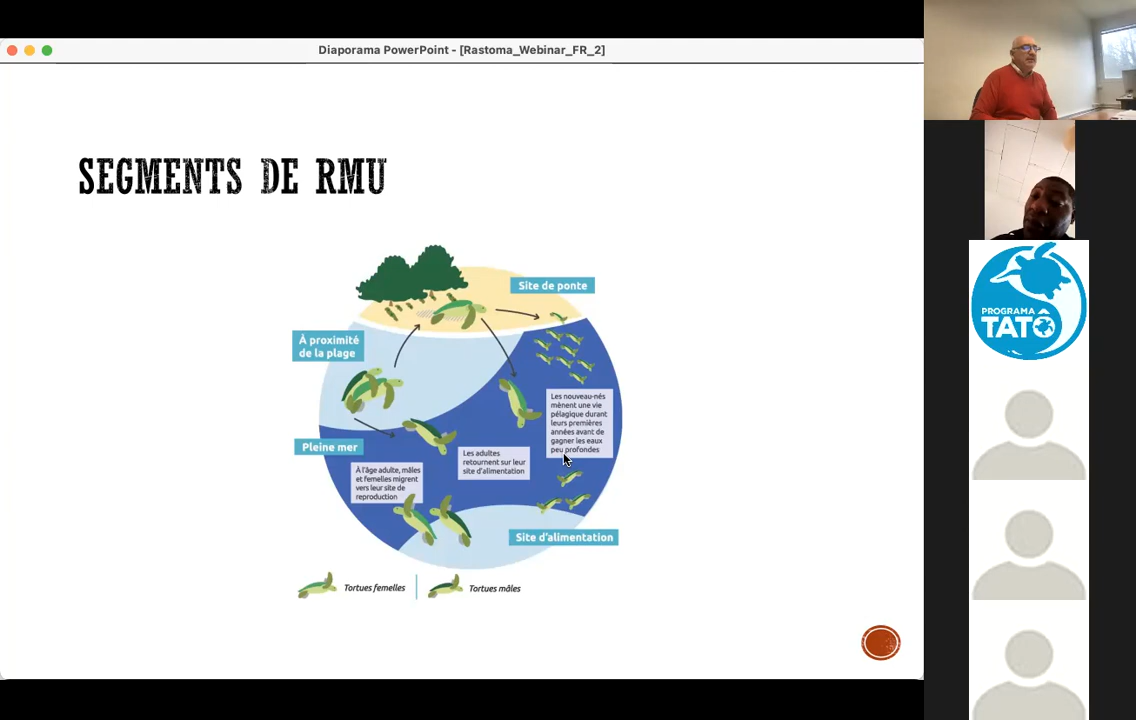 Diaporama PowerPoint - [Rastoma_Webinar_FR_2]
SEGMENTS DE RMU
Site de ponte
À proximité
de la plage
Les nouveau-nés
mènent une vie
pélagique durant
leurs premières
années avant de
gagner les eaux
peu profondes
Pleine mer
Les adultes
retournent sur leur
site d'alimentation
À l'âge adulte, mâles
et femelles migrent
vers leur site de
reproduction
Site d'alimentation
Tortues femelles
Tortues mâles
PROGRAMA
TATÔ